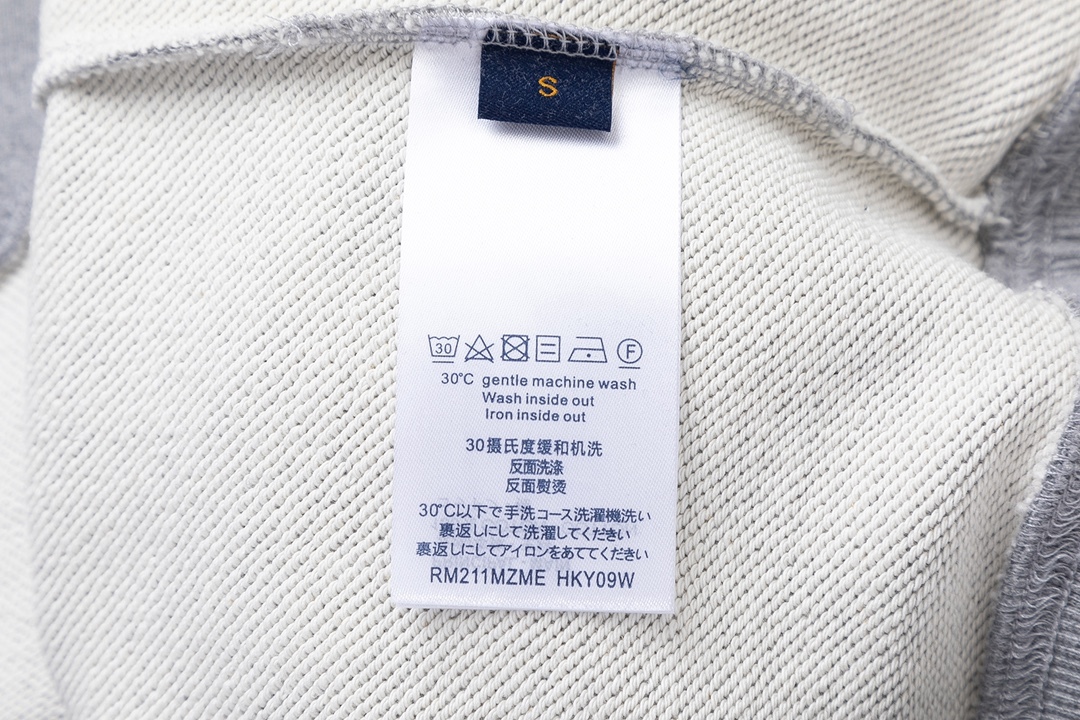 S
30
F
30°C gentle machine wash
Wash inside out
Iron inside out
30摄氏度缓和机洗
反面洗涤
反面熨烫
30°C以下で手洗コース洗濯機洗い
裏返しにして洗濯してください
裏返しにしてアイロンをあててください
RM211MZME HKY09W